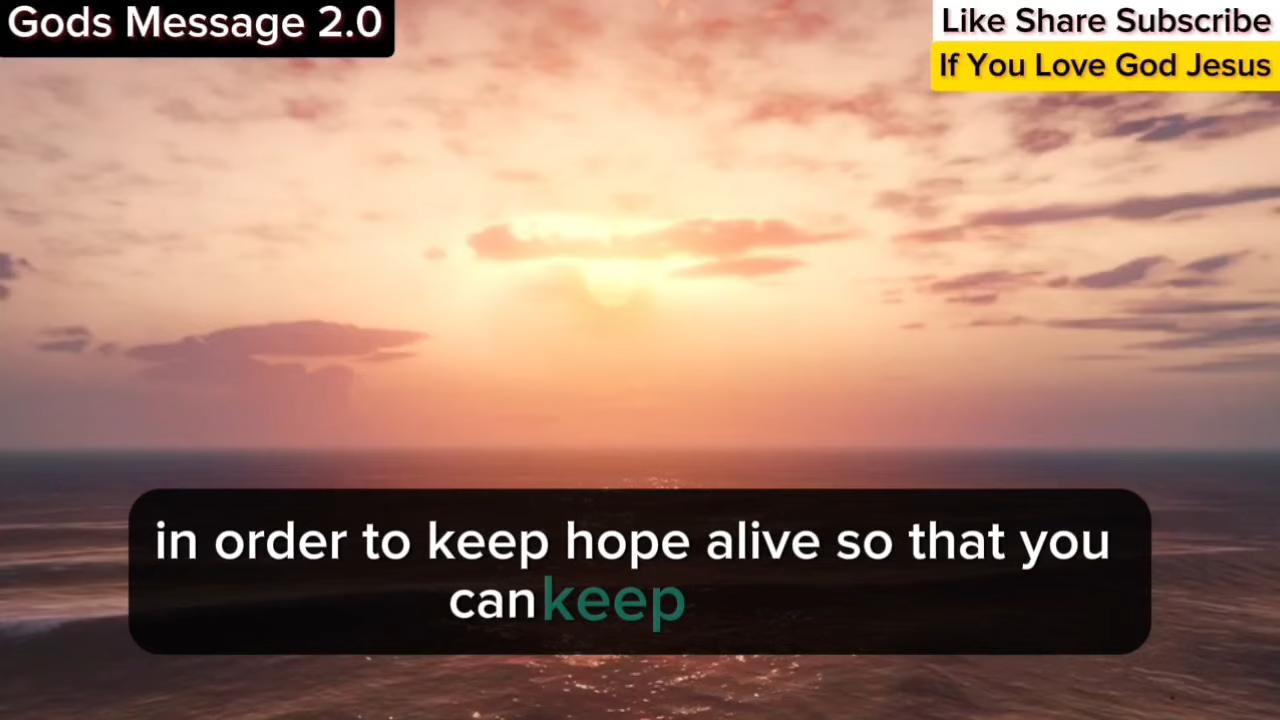 Gods Message 2.0
Like Share Subscribe
If You Love God Jesus
in order to keep hope alive so that you
can keep